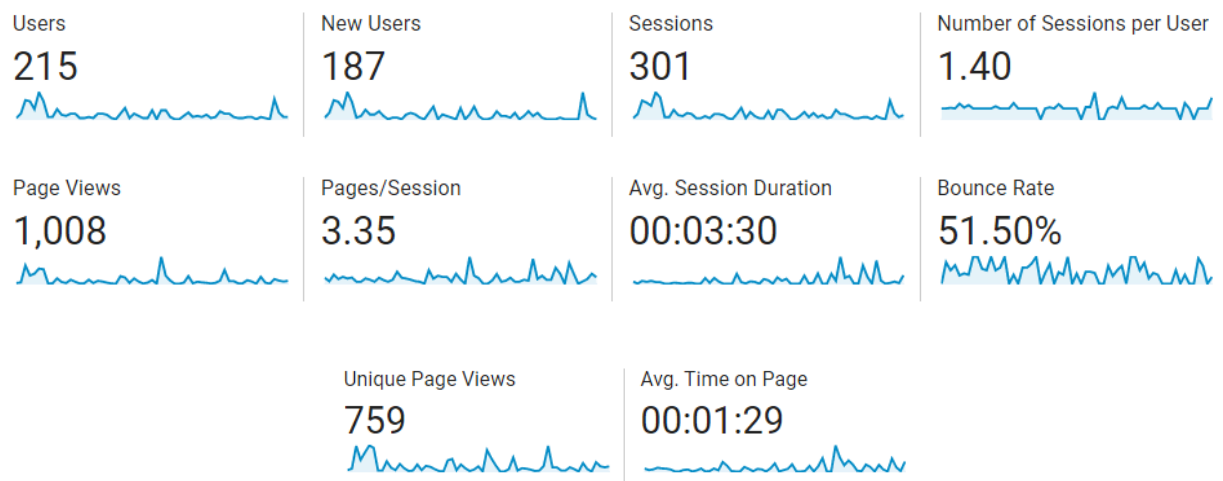 Users
215
New Users
187
Sessions
301
Number of Sessions per User
1.40
Page Views
1,008
Pages/Session
3.35
Avg. Session Duration
00:03:30
Bounce Rate
51.50%
Unique Page Views
759
Avg. Time on Page
00:01:29